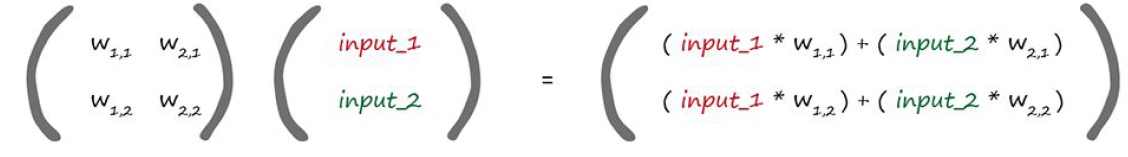 w1,1 w2,1 input_1 ( input_1 * w1,1 ) + ( input_2 * w2,1 )
=
w1,2 w2,2 input_2 ( input_1 * w1,2 ) + ( input_2 * w2,2 )